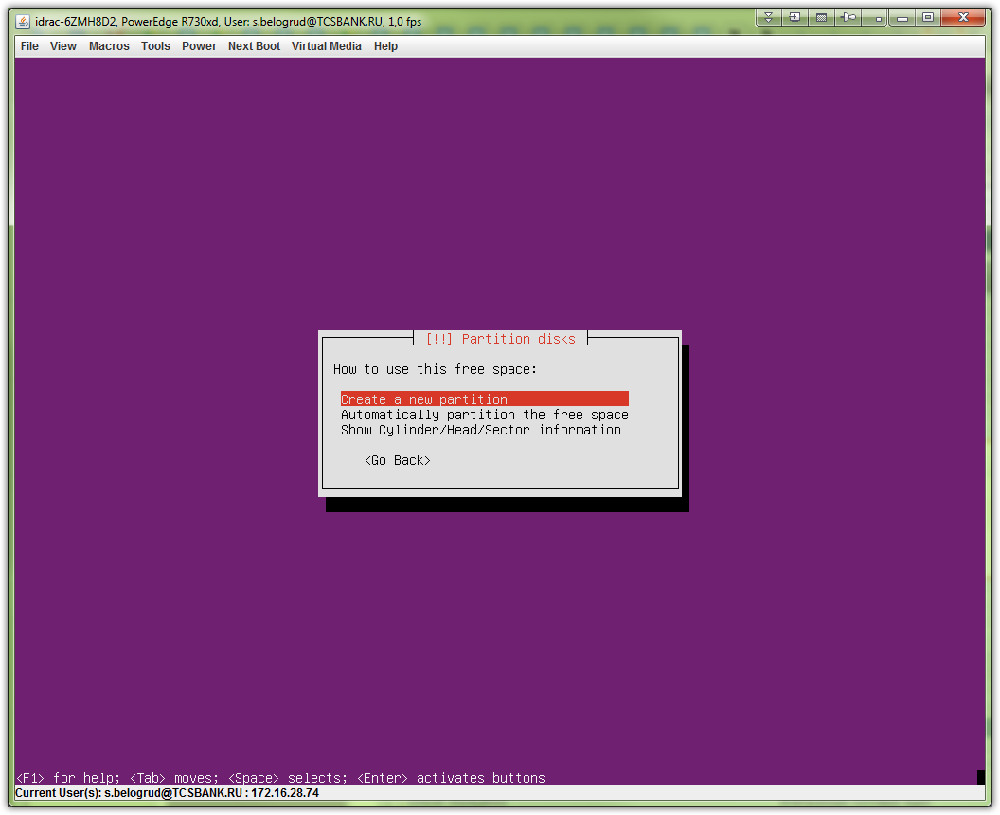 idrac-6ZMH8D2, PowerEdge R730xd, User: s.belogrud@TCSBANK.RU, 1,0 fps
File View Macros Tools Power Next Boot Virtual Media Help
[!!] Partition disks
How to use this free space:
Create a new partition
Automatically partition the free space
Show Cylinder/Head/Sector information
<Go Back>
<F1> for help; <Tab> moves; <Space> selects; <Enter> activates buttons
Current User(s): s.belogrud@TCSBANK.RU : 172.16.28.74